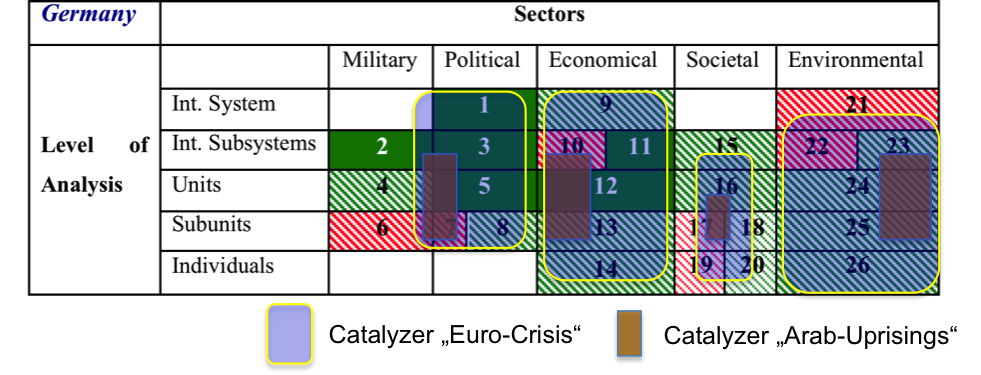 Germany Sectors
Military Political Economical Societal Environmental
Int. System 1 9 21
Level of Int. Subsystems 2 3 10 11 15 22 23
Analysis Units 4 5 12 16 24
Subunits 6 7 8 13 17 18 25
Individuals 14 19 20 26
Catalyzer „Euro-Crisis“ Catalyzer „Arab-Uprisings“